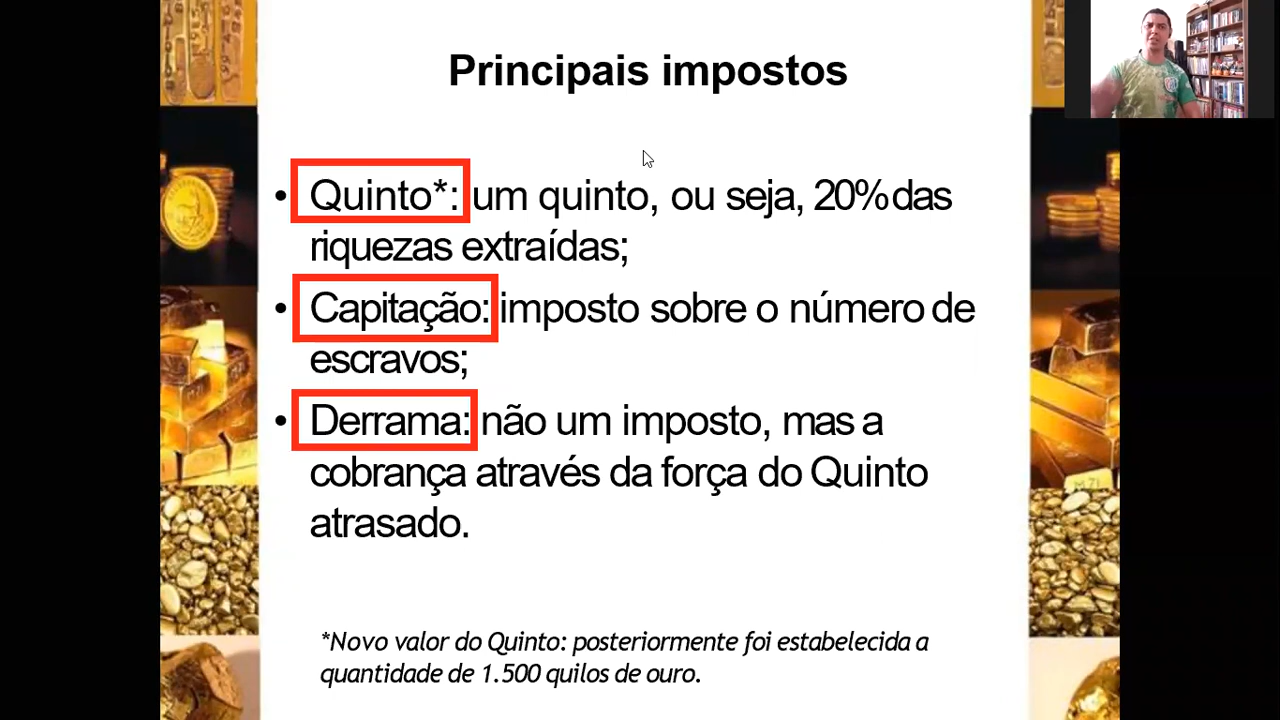 Principais impostos
• Quinto*: um quinto, ou seja, 20% das
riquezas extraídas;
• Capitação: imposto sobre o número de
escravos;
• Derrama: não um imposto, mas a
cobrança através da força do Quinto
atrasado.
*Novo valor do Quinto: posteriormente foi estabelecida a
quantidade de 1.500 quilos de ouro.